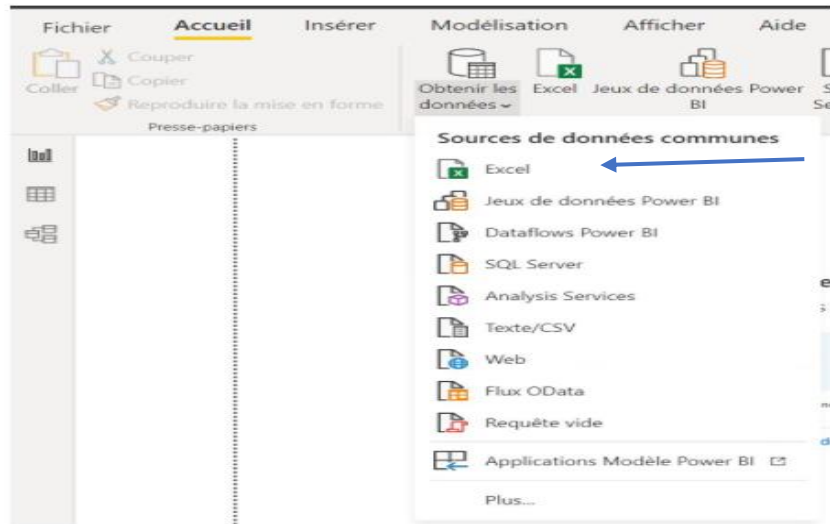 Fichier Accueil Insérer Modélisation Afficher Aide
Couper
Copier
Reproduire la mise en forme
Coller
Presse-papiers
Obtenir les données
Excel
Jeux de données Power BI
Sources de données communes
Excel
Jeux de données Power BI
Dataflows Power BI
SQL Server
Analysis Services
Texte/CSV
Web
Flux OData
Requête vide
Applications Modèle Power BI
Plus...